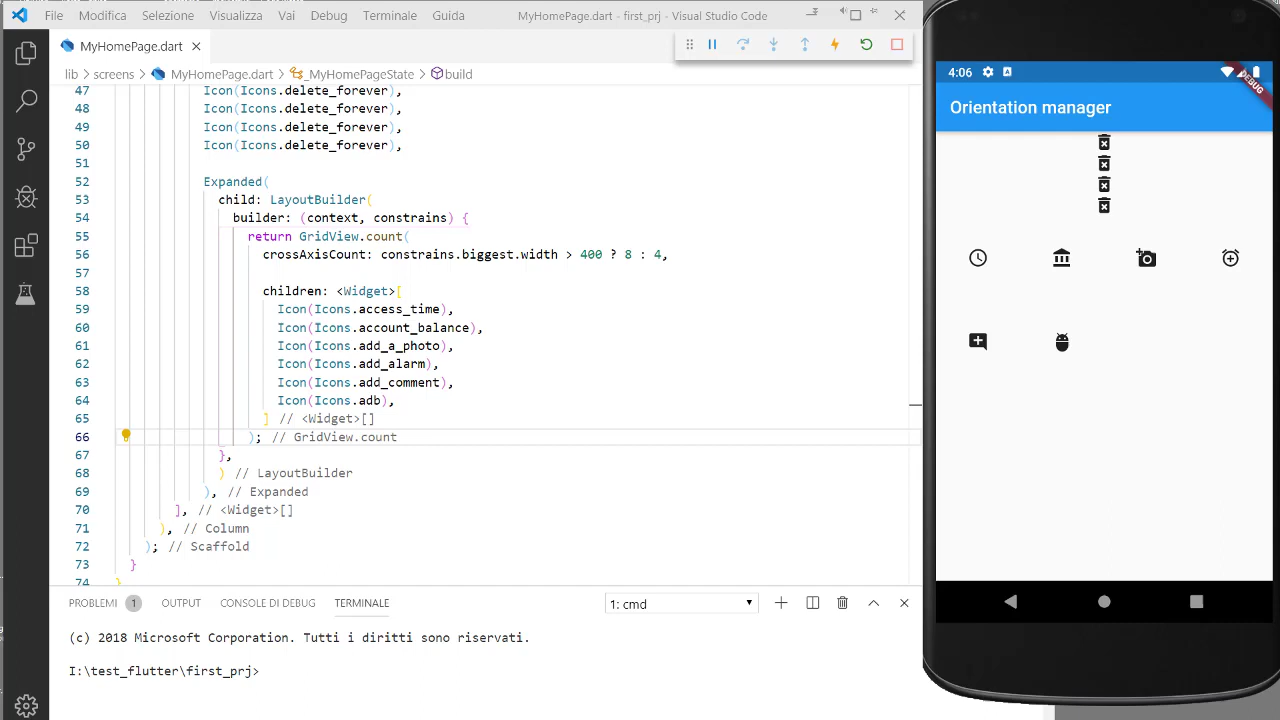 File Modifica Selezione Visualizza Vai Debug Terminale Guida MyHomePage.dart - first_prj - Visual Studio Code
MyHomePage.dart
lib > screens > MyHomePage.dart > _MyHomePageState > build
47 Icon(Icons.delete_forever),
48 Icon(Icons.delete_forever),
49 Icon(Icons.delete_forever),
50 Icon(Icons.delete_forever),
51
52 Expanded(
53 child: LayoutBuilder(
54 builder: (context, constrains) {
55 return GridView.count(
56 crossAxisCount: constrains.biggest.width > 400 ? 8 : 4,
57
58 children: <Widget>[
59 Icon(Icons.access_time),
60 Icon(Icons.account_balance),
61 Icon(Icons.add_a_photo),
62 Icon(Icons.add_alarm),
63 Icon(Icons.add_comment),
64 Icon(Icons.adb),
65 ] // <Widget>[]
66 ); // GridView.count
67 },
68 ) // LayoutBuilder
69 ), // Expanded
70 ], // <Widget>[]
71 ), // Column
72 ); // Scaffold
73 }
74 }
PROBLEMI 1 OUTPUT CONSOLE DI DEBUG TERMINALE 1: cmd
(c) 2018 Microsoft Corporation. Tutti i diritti sono riservati.
I:\test_flutter\first_prj>
4:06
DEBUG
Orientation manager